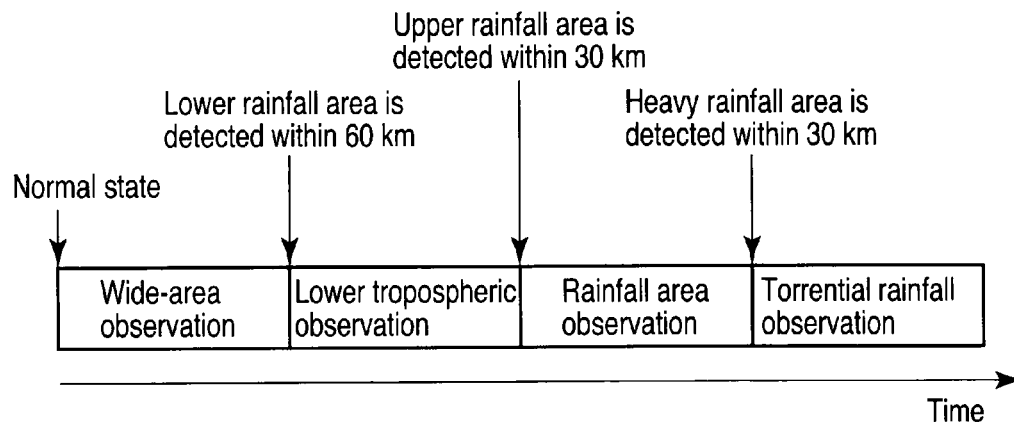 Upper rainfall area is
detected within 30 km
Lower rainfall area is
detected within 60 km
Heavy rainfall area is
detected within 30 km
Normal state
Wide-area
observation
Lower tropospheric
observation
Rainfall area
observation
Torrential rainfall
observation
Time